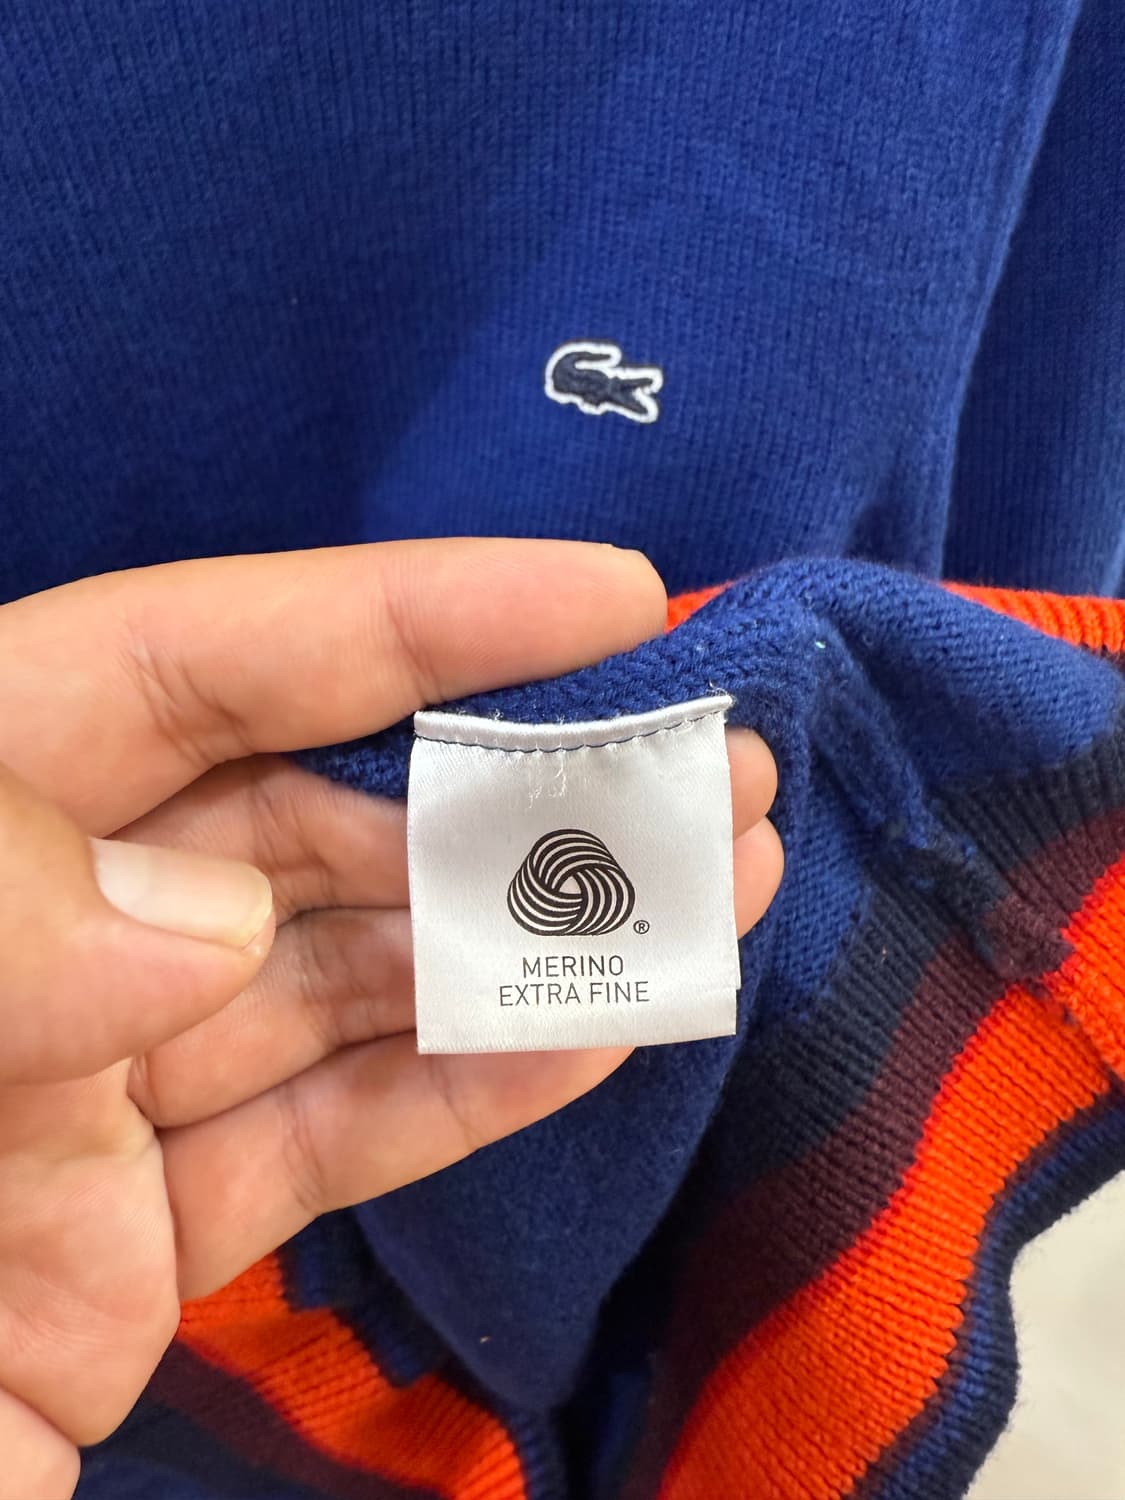 ®
MERINO
EXTRA FINE